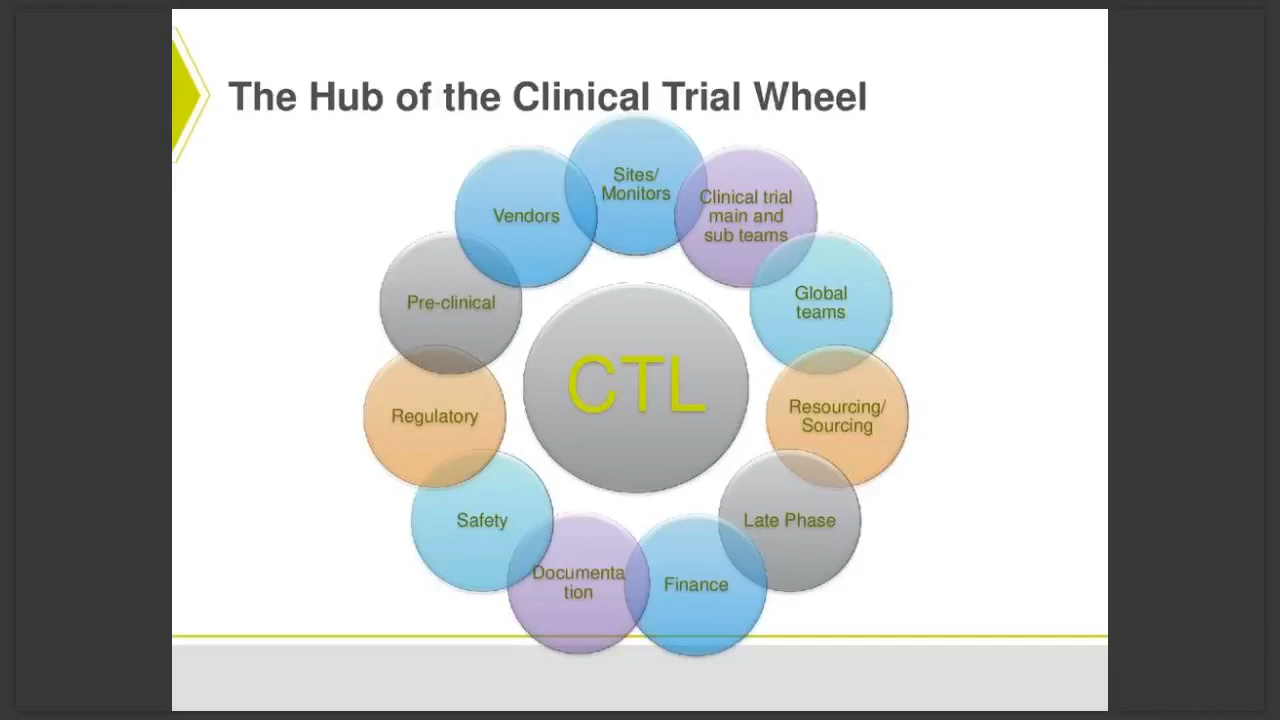 The Hub of the Clinical Trial Wheel
Sites/
Monitors
Clinical trial
main and
sub teams
Global
teams
Resourcing/
Sourcing
Late Phase
Finance
Documenta
tion
Safety
Regulatory
Pre-clinical
Vendors
CTL